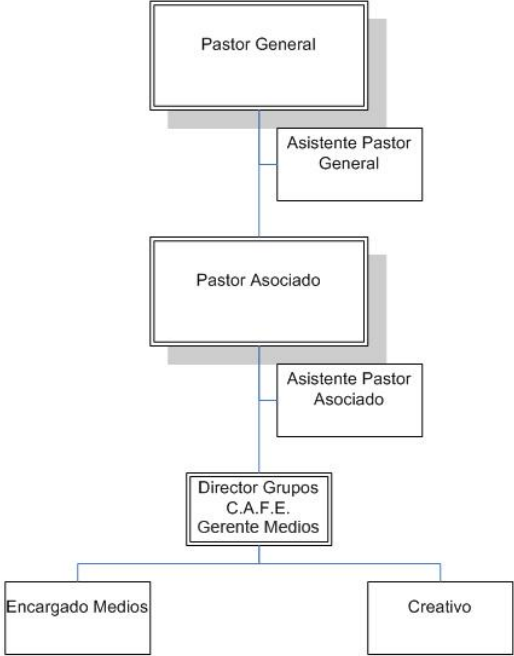 Pastor General
Asistente Pastor
General
Pastor Asociado
Asistente Pastor
Asociado
Director Grupos
C.A.F.E.
Gerente Medios
Encargado Medios
Creativo